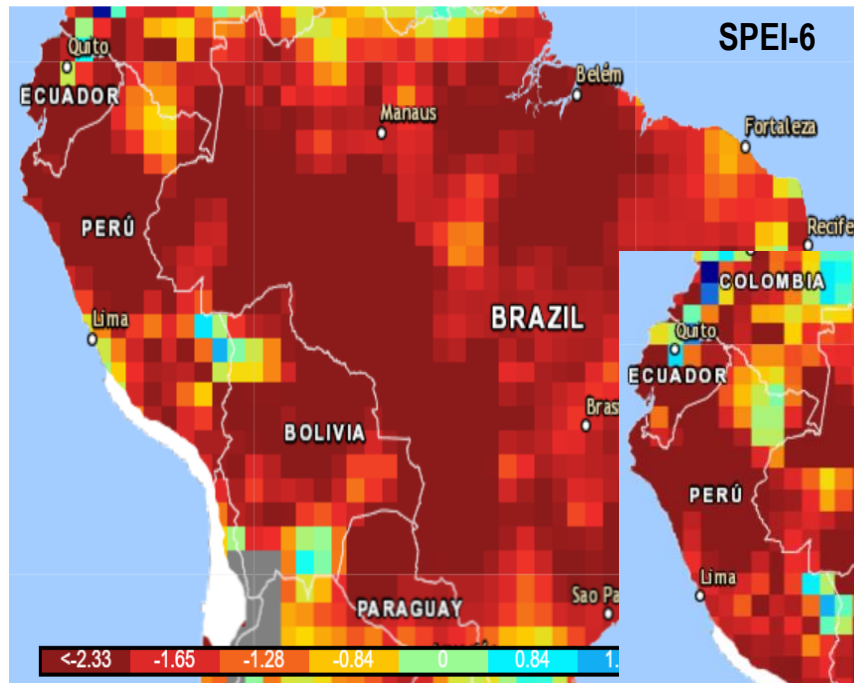 SPEI-6
Quito
ECUADOR
Belém
Manaus
Fortaleza
PERÚ
Recife
COLOMBIA
Lima
BRAZIL
Quito
ECUADOR
BOLIVIA
Bras
PERÚ
Lima
Sao Pa
PARAGUAY
<-2.33 -1.65 -1.28 -0.84 0 0.84 1.